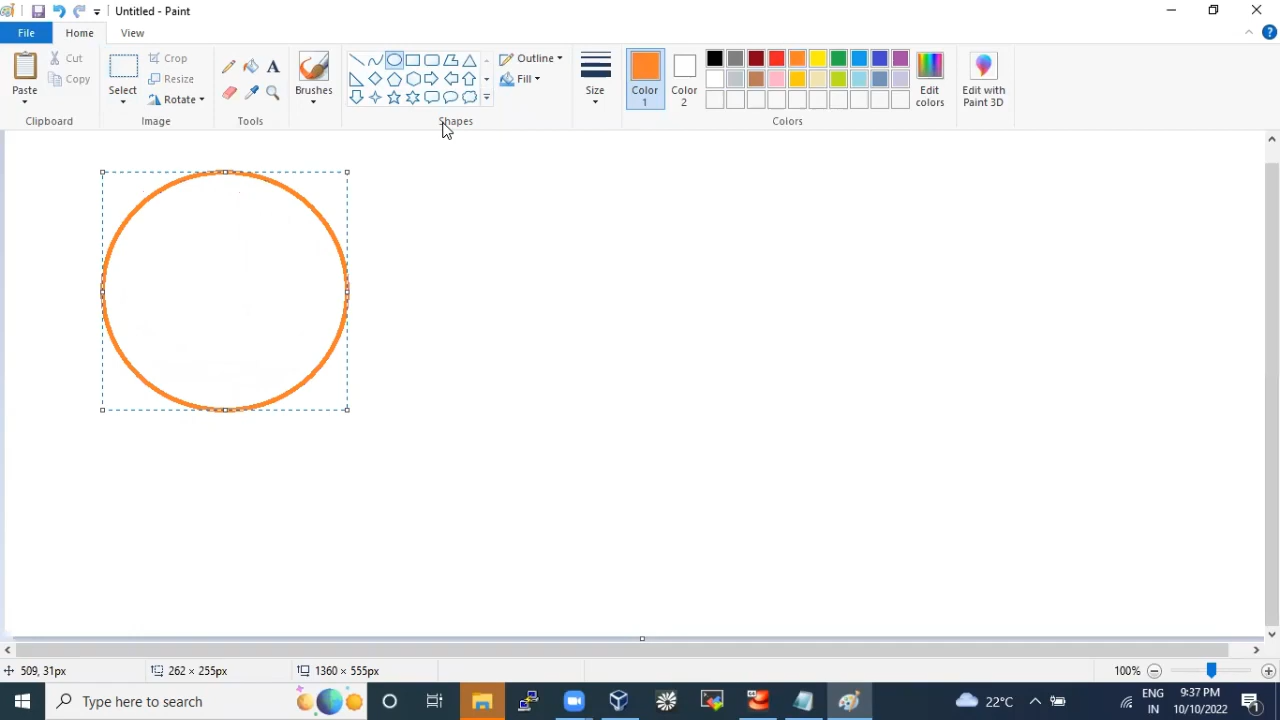 Untitled - Paint
File
Home
View
Paste
Cut
Copy
Clipboard
Select
Crop
Resize
Rotate
Image
A
Tools
Brushes
Outline
Fill
Shapes
Size
Color 1
Color 2
Edit colors
Colors
Edit with Paint 3D
509, 31px
262 × 255px
1360 × 555px
100%
Type here to search
22°C
ENG
IN
9:37 PM
10/10/2022
1